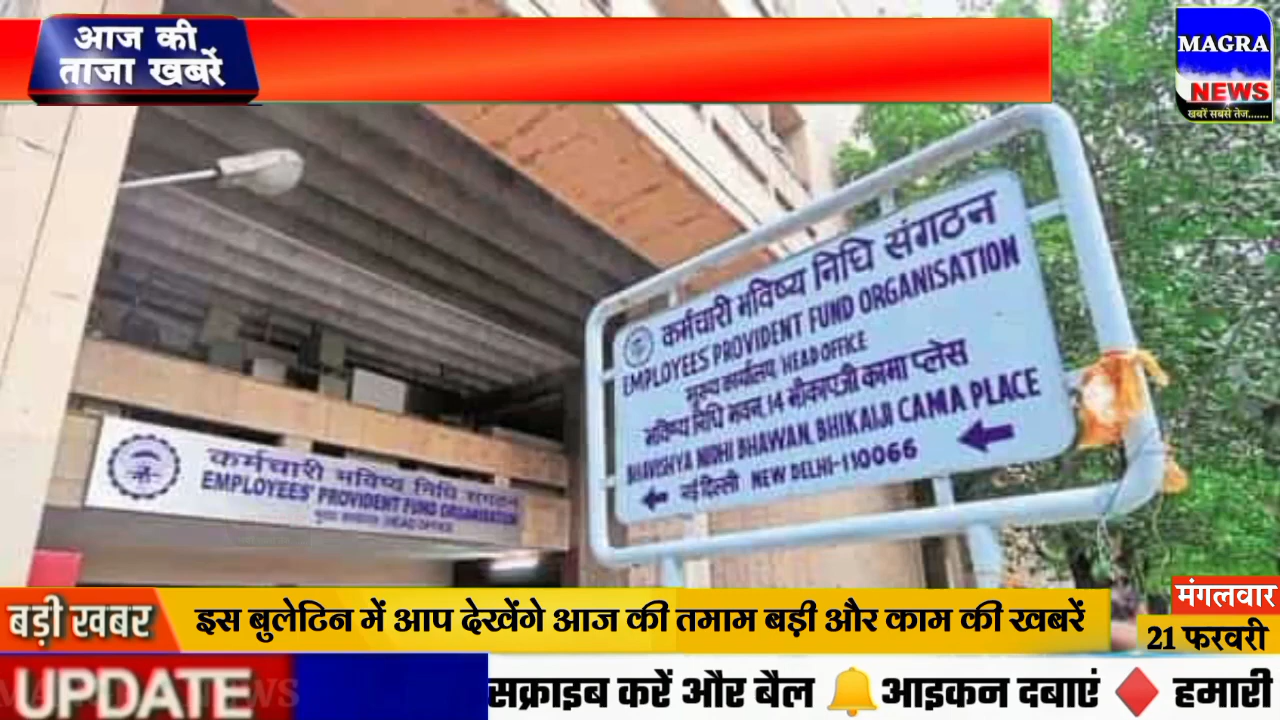 आज की
ताजा खबरें
MAGRA
NEWS
खबरें सबसे तेज.......
कर्मचारी भविष्य निधि संगठन
EMPLOYEES' PROVIDENT FUND ORGANISATION
मुख्य कार्यालय/HEAD OFFICE
भविष्य निधि भवन, 14 भीकाएजी कामा प्लेस
BHAVISHYA NIDHI BHAWAN, BHIKAIJI CAMA PLACE
नई दिल्ली NEW DELHI-110066
कर्मचारी भविष्य निधि संगठन
EMPLOYEES' PROVIDENT FUND ORGANISATION
मुख्य कार्यालय /HEAD OFFICE
मंगलवार
21 फरवरी
बड़ी खबर
इस बुलेटिन में आप देखेंगे आज की तमाम बड़ी और काम की खबरें
UPDATE
सक्राइब करें और बैल 🔔 आइकन दबाएं ♦ हमारी